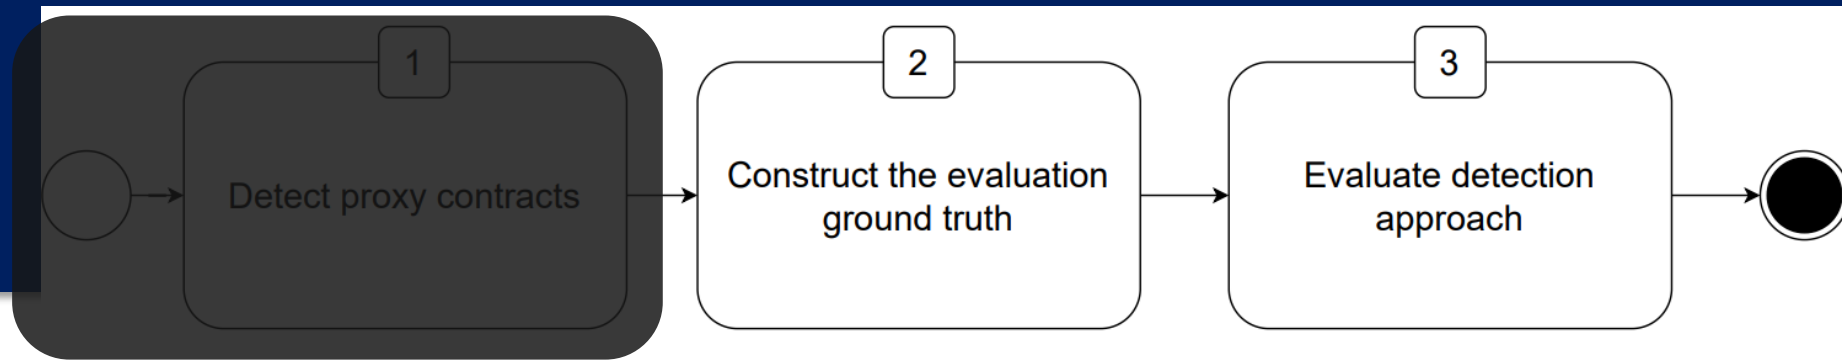 1
Detect proxy contracts
2
Construct the evaluation
ground truth
3
Evaluate detection
approach